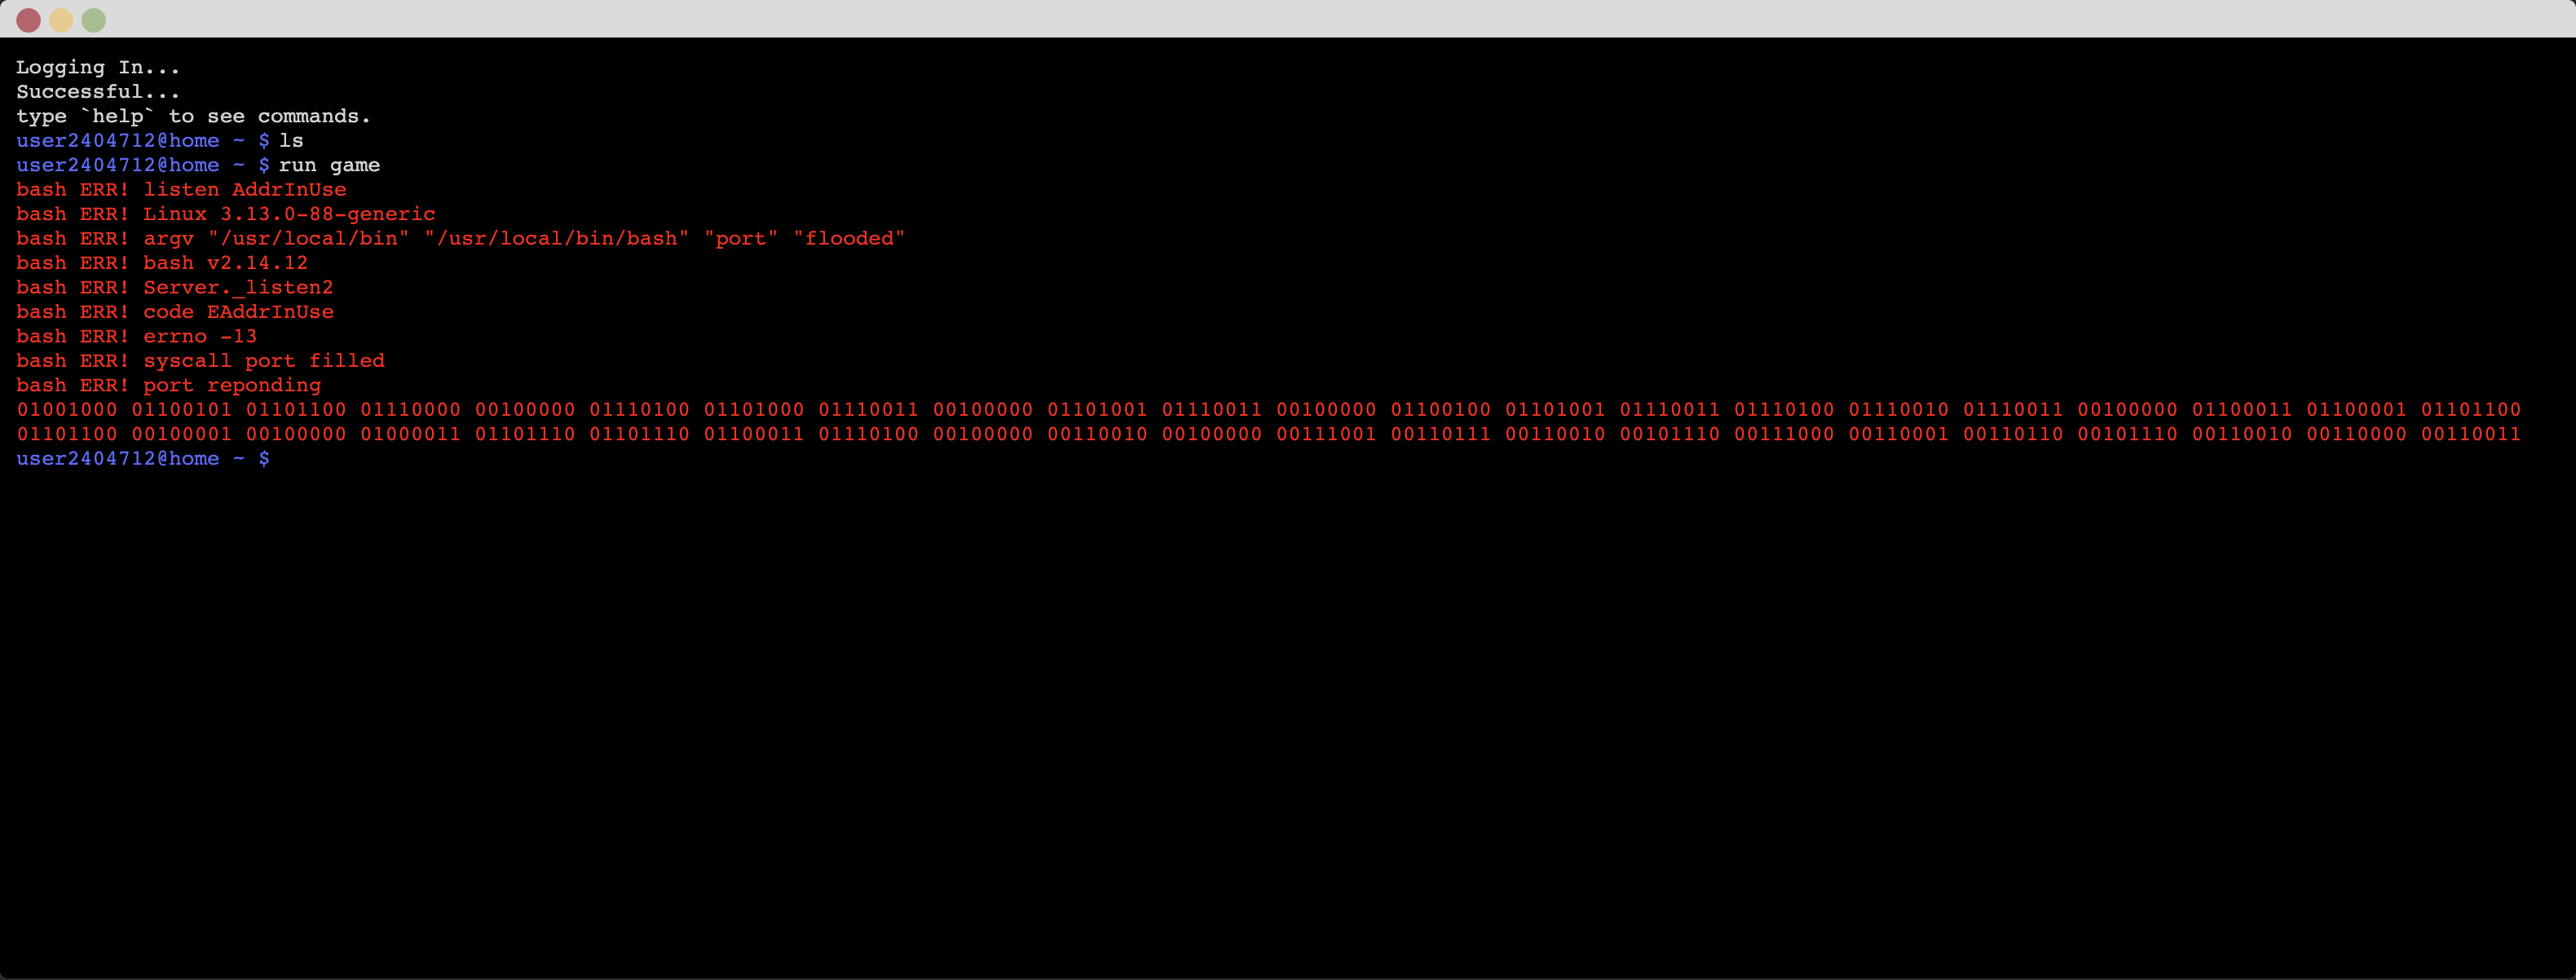 Logging In...
Successful...
type `help` to see commands.
user2404712@home ~ $ ls
user2404712@home ~ $ run game
bash ERR! listen AddrInUse
bash ERR! Linux 3.13.0-88-generic
bash ERR! argv "/usr/local/bin" "/usr/local/bin/bash" "port" "flooded"
bash ERR! bash v2.14.12
bash ERR! Server._listen2
bash ERR! code EAddrInUse
bash ERR! errno -13
bash ERR! syscall port filled
bash ERR! port reponding
01001000 01100101 01101100 01110000 00100000 01110100 01101000 01110011 00100000 01101001 01110011 00100000 01100100 01101001 01110011 01110100 01110010 01110011 00100000 01100011 01100001 01101100
01101100 00100001 00100000 01000011 01101110 01101110 01100011 01110100 00100000 00110010 00100000 00111001 00110111 00110010 00101110 00111000 00110001 00110110 00101110 00110010 00110000 00110011
user2404712@home ~ $